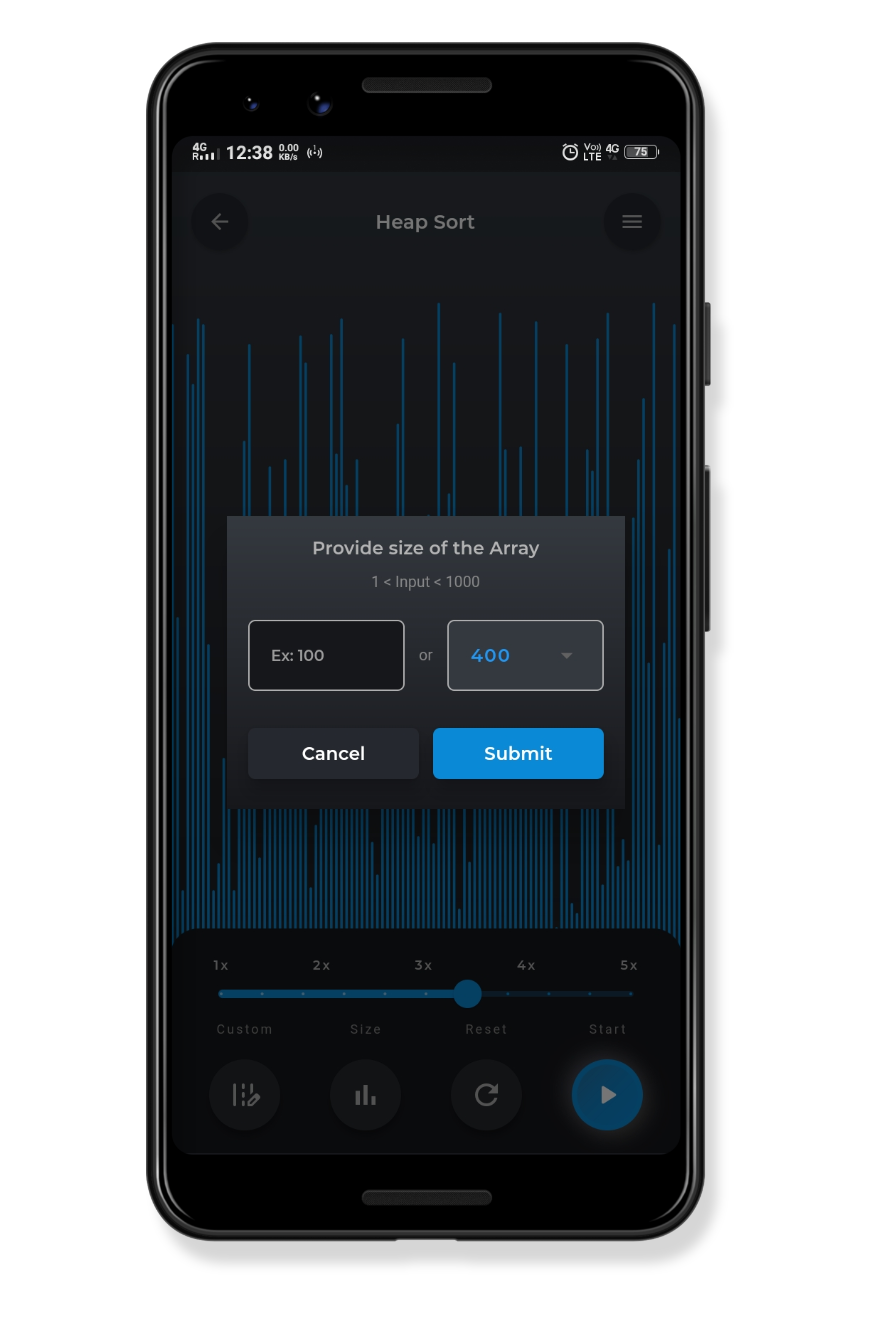 4G
R
12:38
0.00
KB/s
Vo))
LTE
4G
75
Heap Sort
Provide size of the Array
1 < Input < 1000
Ex: 100
or
400
Cancel
Submit
1x 2x 3x 4x 5x
Custom Size Reset Start